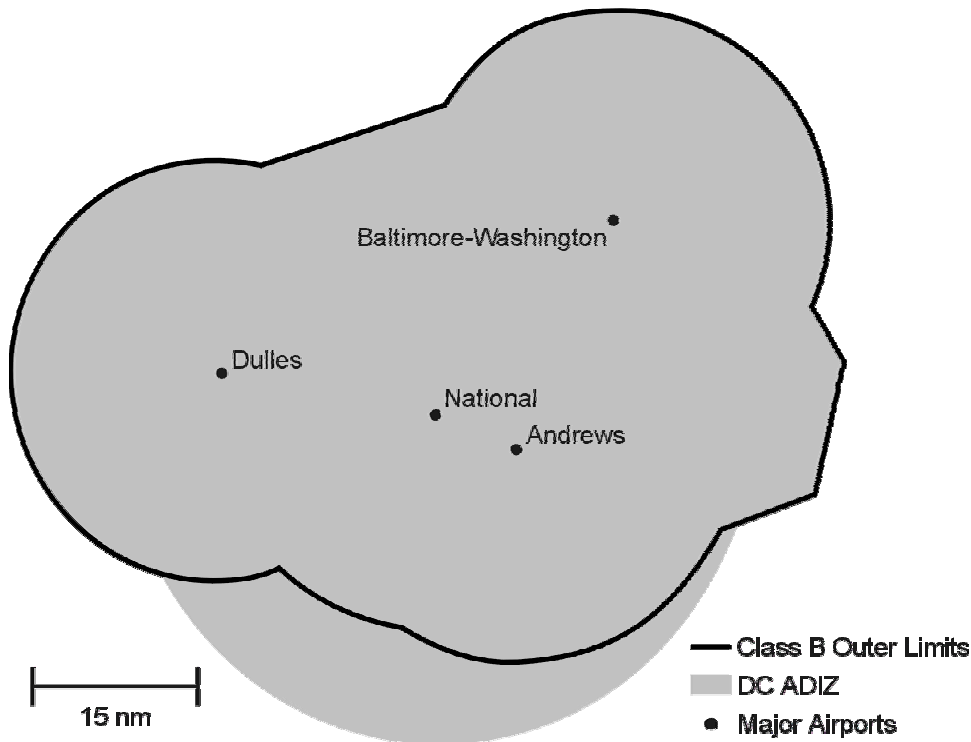 Baltimore-Washington
Dulles
National
Andrews
Class B Outer Limits
DC ADIZ
Major Airports
15 nm